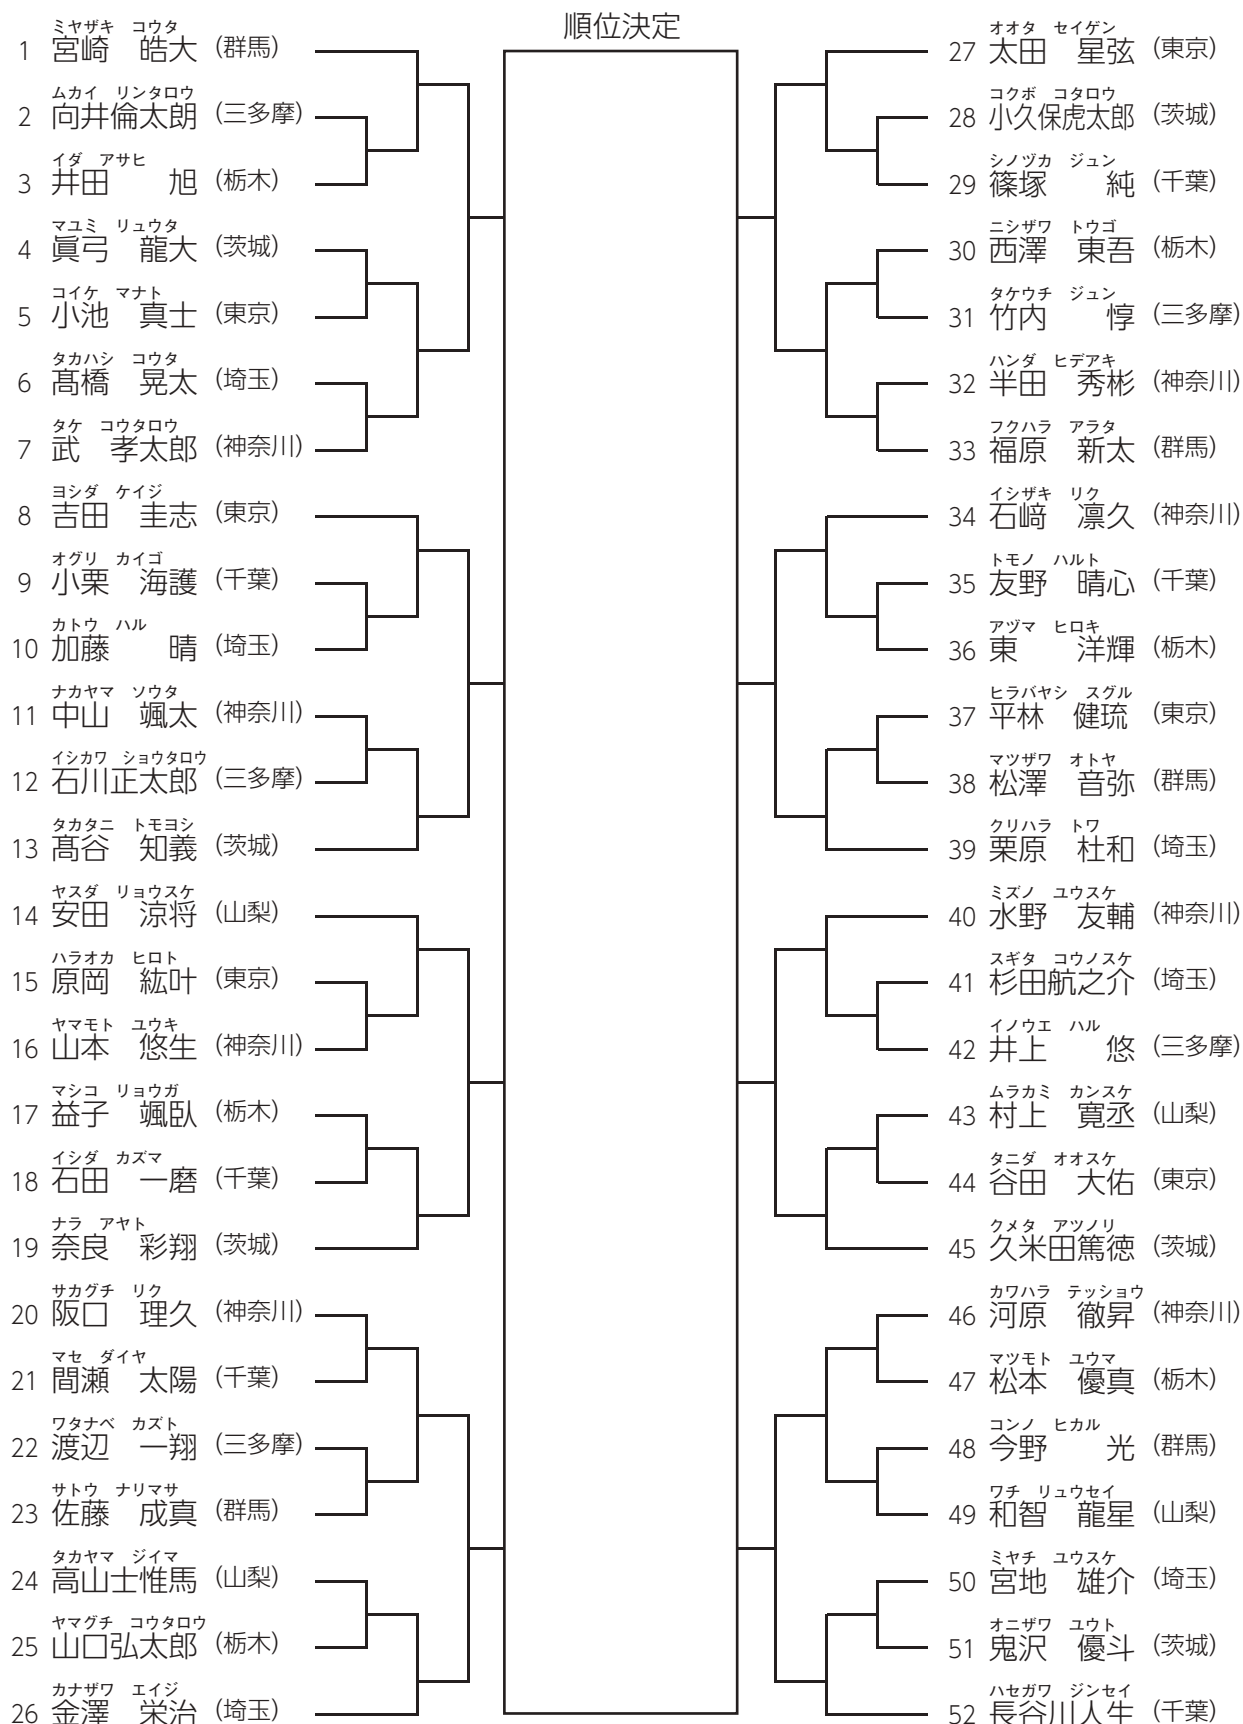 順位決定
ミヤザキ コウタ
1 宮崎 皓大 (群馬)
ムカイ リンタロウ
2 向井倫太朗 (三多摩)
イダ アサヒ
3 井田 旭 (栃木)
マユミ リュウタ
4 眞弓 龍大 (茨城)
コイケ マナト
5 小池 真士 (東京)
タカハシ コウタ
6 髙橋 晃太 (埼玉)
タケ コウタロウ
7 武 孝太郎 (神奈川)
ヨシダ ケイジ
8 吉田 圭志 (東京)
オグリ カイゴ
9 小栗 海護 (千葉)
カトウ ハル
10 加藤 晴 (埼玉)
ナカヤマ ソウタ
11 中山 颯太 (神奈川)
イシカワ ショウタロウ
12 石川正太郎 (三多摩)
タカタニ トモヨシ
13 髙谷 知義 (茨城)
ヤスダ リョウスケ
14 安田 涼将 (山梨)
ハラオカ ヒロト
15 原岡 紘叶 (東京)
ヤマモト ユウキ
16 山本 悠生 (神奈川)
マシコ リョウガ
17 益子 颯臥 (栃木)
イシダ カズマ
18 石田 一磨 (千葉)
ナラ アヤト
19 奈良 彩翔 (茨城)
サカグチ リク
20 阪口 理久 (神奈川)
マセ ダイヤ
21 間瀬 太陽 (千葉)
ワタナベ カズト
22 渡辺 一翔 (三多摩)
サトウ ナリマサ
23 佐藤 成真 (群馬)
タカヤマ ジイマ
24 高山士惟馬 (山梨)
ヤマグチ コウタロウ
25 山口弘太郎 (栃木)
カナザワ エイジ
26 金澤 栄治 (埼玉)
オオタ セイゲン
27 太田 星弦 (東京)
コクボ コタロウ
28 小久保虎太郎 (茨城)
シノヅカ ジュン
29 篠塚 純 (千葉)
ニシザワ トウゴ
30 西澤 東吾 (栃木)
タケウチ ジュン
31 竹内 惇 (三多摩)
ハンダ ヒデアキ
32 半田 秀彬 (神奈川)
フクハラ アラタ
33 福原 新太 (群馬)
イシザキ リク
34 石﨑 凛久 (神奈川)
トモノ ハルト
35 友野 晴心 (千葉)
アヅマ ヒロキ
36 東 洋輝 (栃木)
ヒラバヤシ スグル
37 平林 健琉 (東京)
マツザワ オトヤ
38 松澤 音弥 (群馬)
クリハラ トワ
39 栗原 杜和 (埼玉)
ミズノ ユウスケ
40 水野 友輔 (神奈川)
スギタ コウノスケ
41 杉田航之介 (埼玉)
イノウエ ハル
42 井上 悠 (三多摩)
ムラカミ カンスケ
43 村上 寛丞 (山梨)
タニダ オオスケ
44 谷田 大佑 (東京)
クメタ アツノリ
45 久米田篤徳 (茨城)
カワハラ テッショウ
46 河原 徹昇 (神奈川)
マツモト ユウマ
47 松本 優真 (栃木)
コンノ ヒカル
48 今野 光 (群馬)
ワチ リュウセイ
49 和智 龍星 (山梨)
ミヤチ ユウスケ
50 宮地 雄介 (埼玉)
オニザワ ユウト
51 鬼沢 優斗 (茨城)
ハセガワ ジンセイ
52 長谷川人生 (千葉)